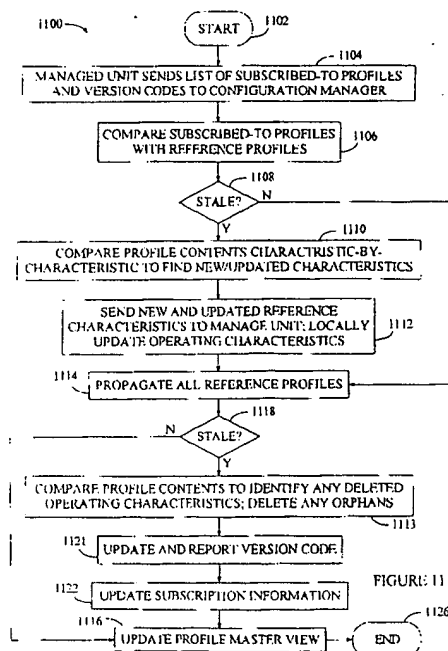 1100
START
1102
1104
MANAGED UNIT SENDS LIST OF SUBSCRIBED-TO PROFILES
AND VERSION CODES TO CONFIGURATION MANAGER
COMPARE SUBSCRIBED-TO PROFILES
WITH REFERENCE PROFILES
1106
1108
STALE?
N
Y
1110
COMPARE PROFILE CONTENTS CHARACTRISTIC-BY-
CHARACTERISTIC TO FIND NEW/UPDATED CHARACTERISTICS
SEND NEW AND UPDATED REFERENCE
CHARACTERISTICS TO MANAGE UNIT; LOCALLY
UPDATE OPERATING CHARACTERISTICS
1112
1114
PROPAGATE ALL REFERENCE PROFILES
1118
N
STALE?
Y
COMPARE PROFILE CONTENTS TO IDENTIFY ANY DELETED
OPERATING CHARACTERISTICS; DELETE ANY ORPHANS
1113
1121
UPDATE AND REPORT VERSION CODE
1122
UPDATE SUBSCRIPTION INFORMATION
FIGURE 11
1116
UPDATE PROFILE MASTER VIEW
END
1126